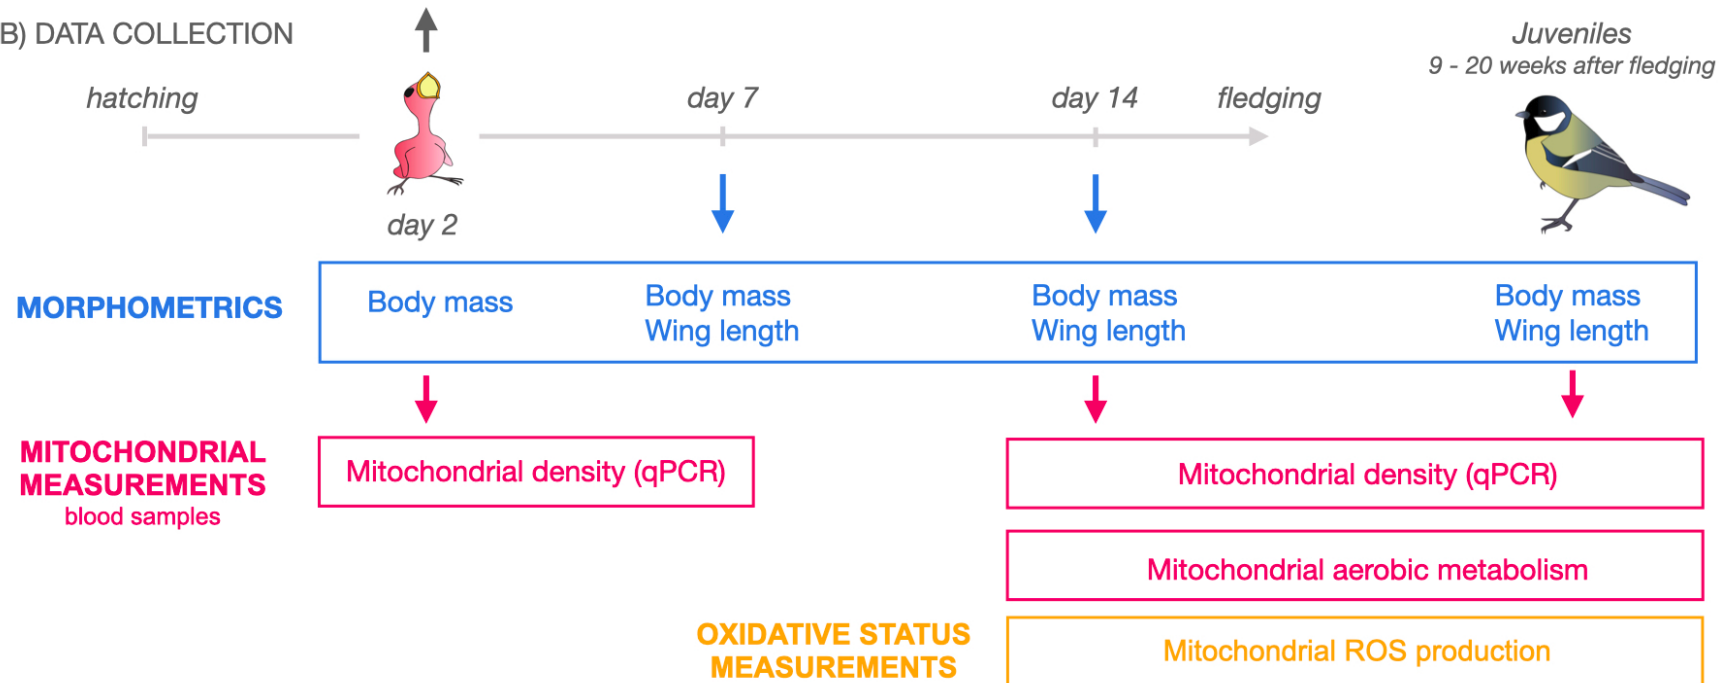 B) DATA COLLECTION
Juveniles
9 - 20 weeks after fledging
hatching
day 7
day 14
fledging
day 2
MORPHOMETRICS
Body mass
Body mass
Wing length
Body mass
Wing length
Body mass
Wing length
MITOCHONDRIAL
MEASUREMENTS
blood samples
Mitochondrial density (qPCR)
Mitochondrial density (qPCR)
Mitochondrial aerobic metabolism
OXIDATIVE STATUS
MEASUREMENTS
Mitochondrial ROS production